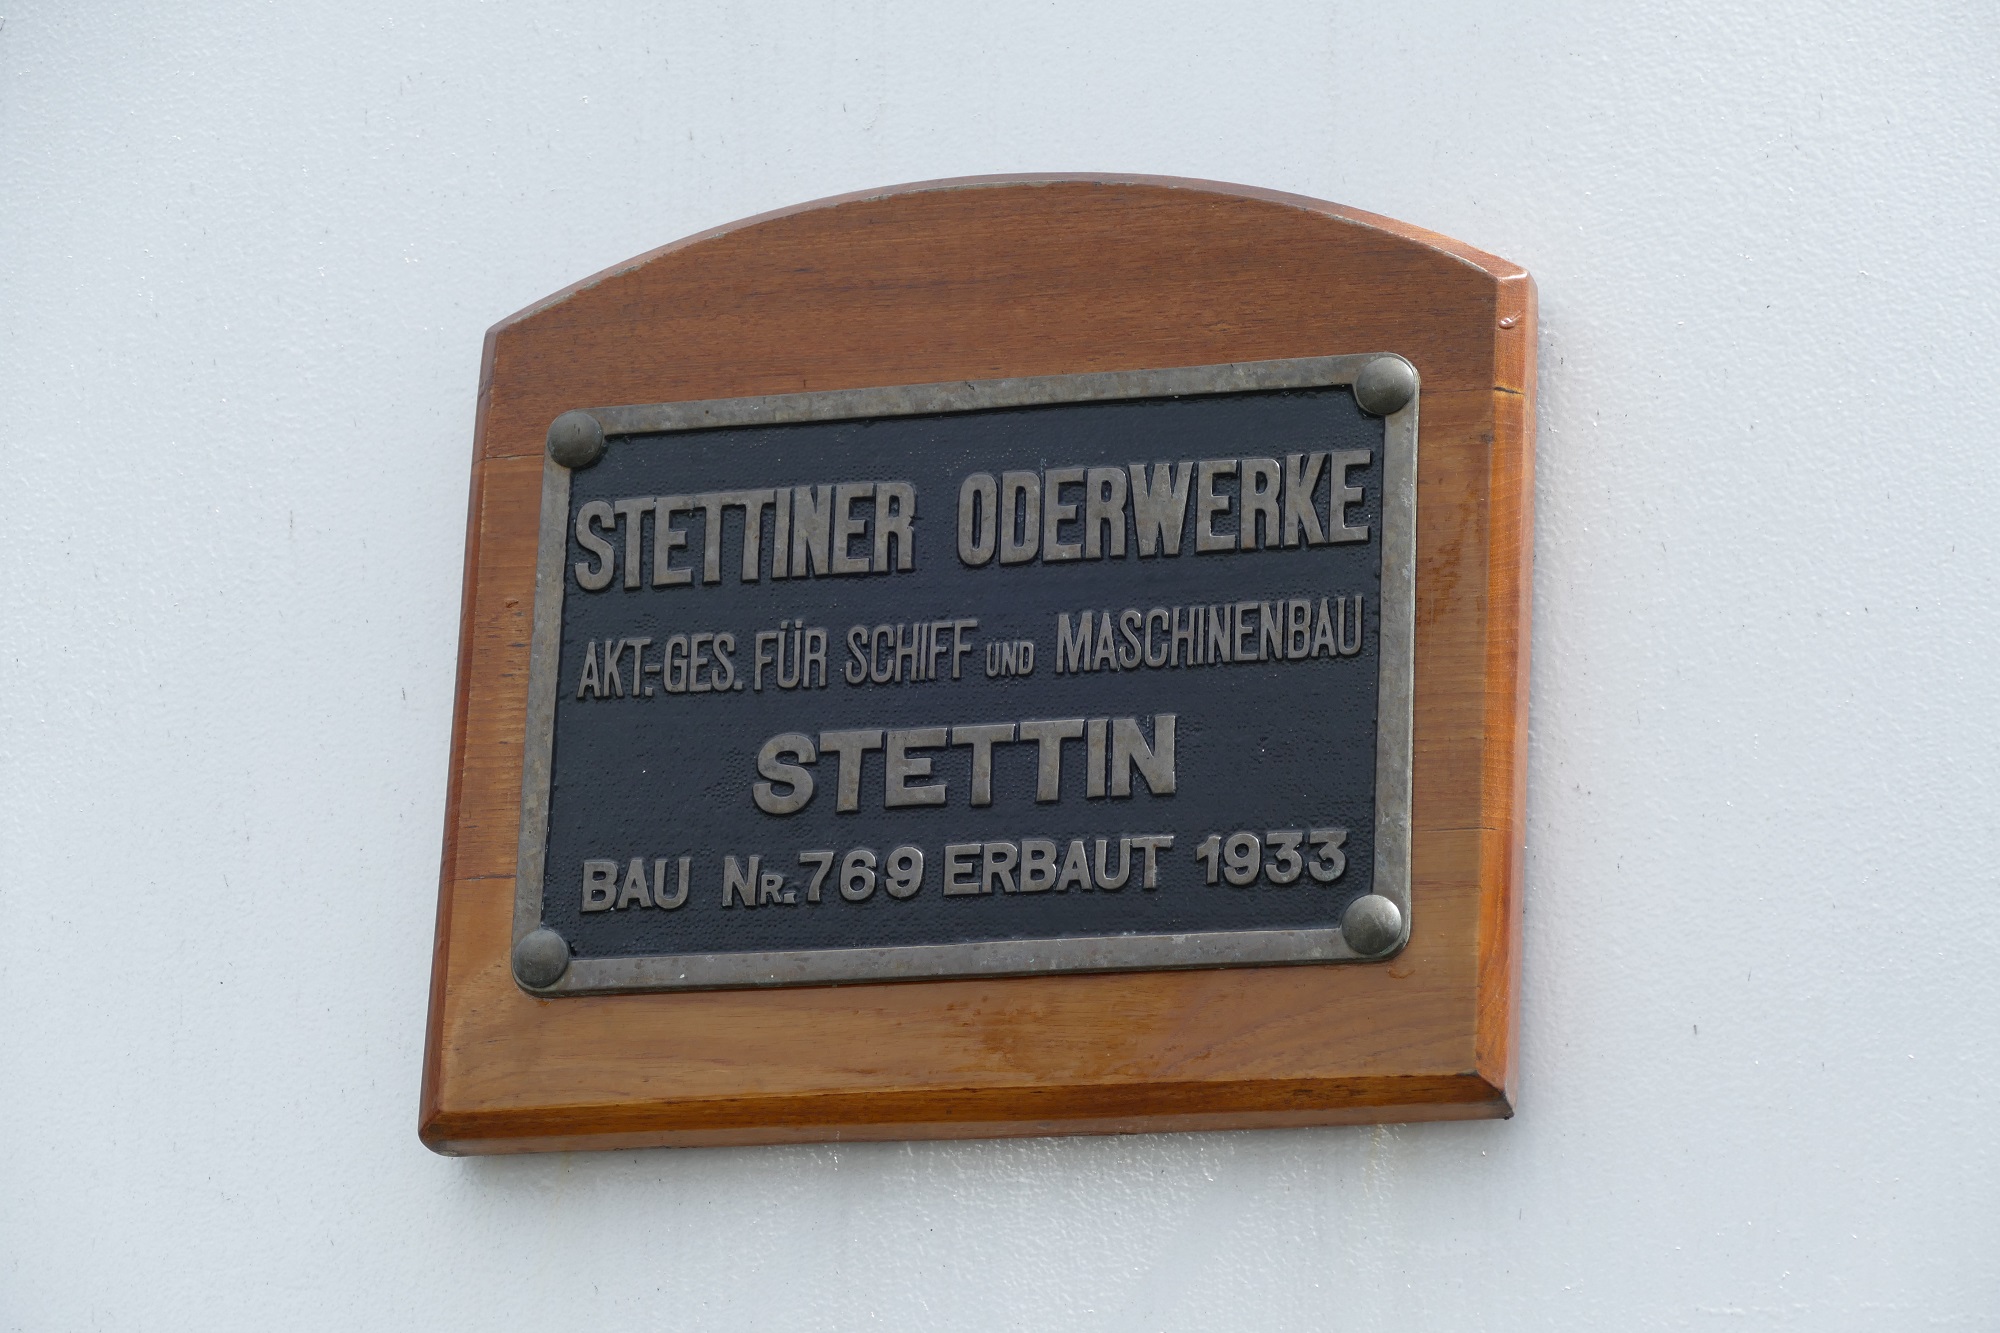 STETTINER ODERWERKE
AKT.-GES. FÜR SCHIFF UND MASCHINENBAU
STETTIN
BAU NR. 769 ERBAUT 1933